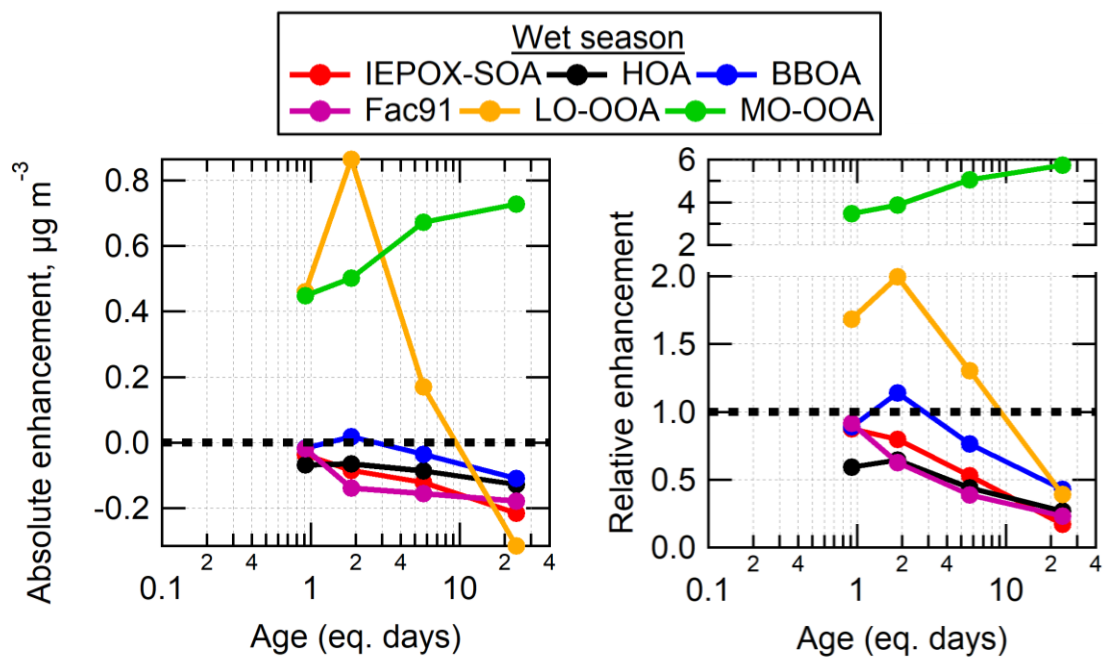 Wet season
IEPOX-SOA HOA BBOA
Fac91 LO-OOA MO-OOA
Absolute enhancement, µg m⁻³
0.8
0.6
0.4
0.2
0.0
-0.2
0.1 2 4 1 2 4 10 2 4
Age (eq. days)
Relative enhancement
6
4
2
2.0
1.5
1.0
0.5
0.0
0.1 2 4 1 2 4 10 2 4
Age (eq. days)